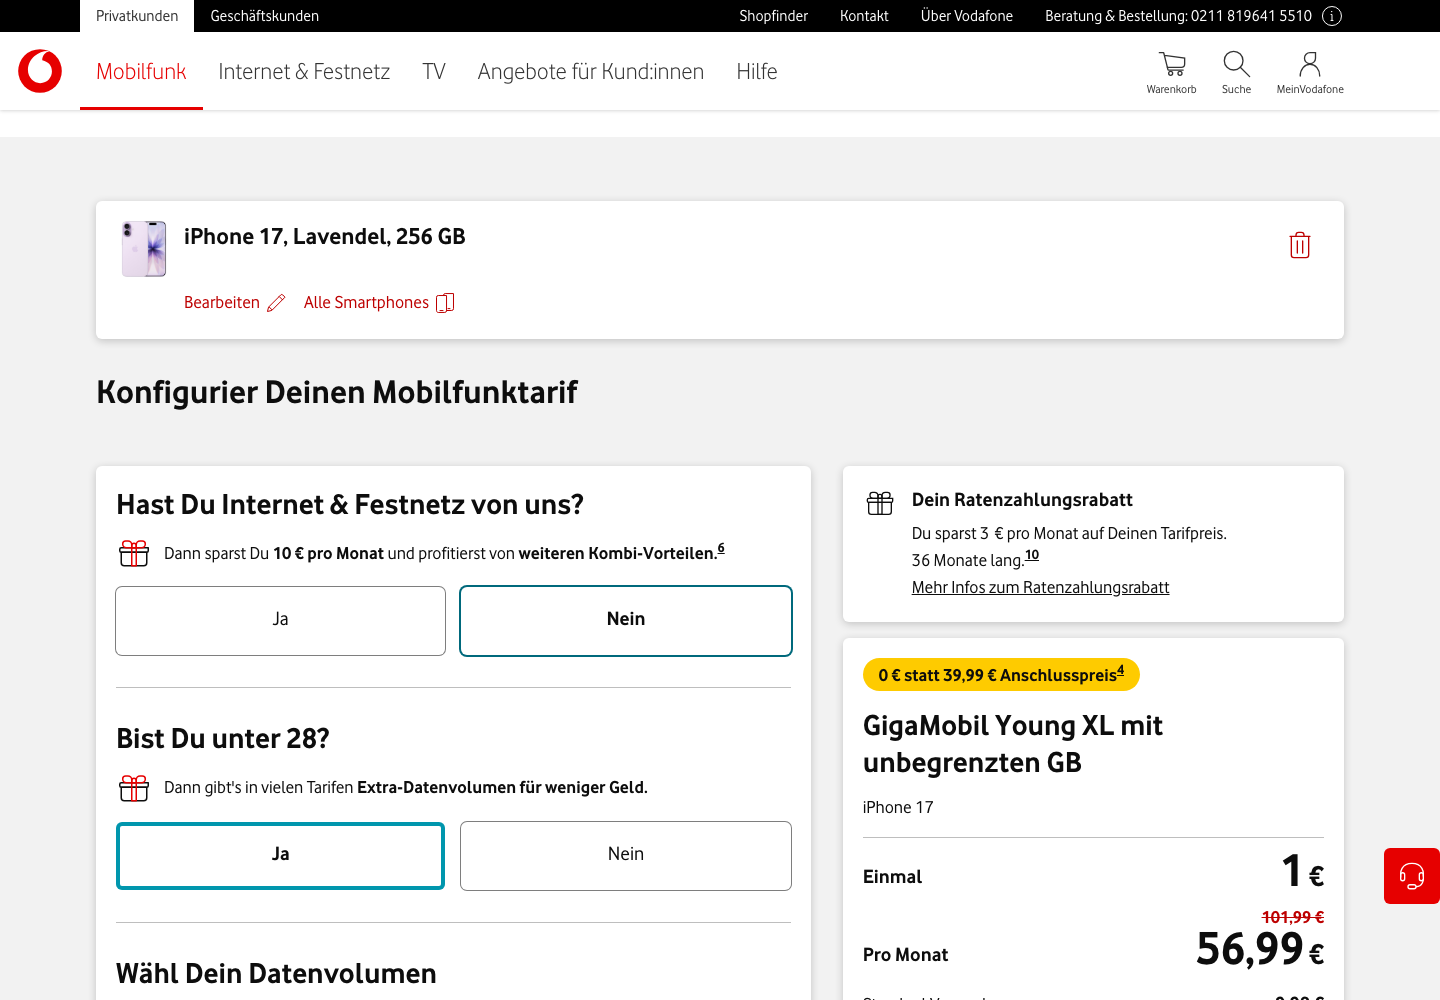 Privatkunden
Geschäftskunden
Shopfinder
Kontakt
Über Vodafone
Beratung & Bestellung: 0211 819641 5510
Mobilfunk
Internet & Festnetz
TV
Angebote für Kund:innen
Hilfe
Warenkorb
Suche
MeinVodafone
iPhone 17, Lavendel, 256 GB
Bearbeiten
Alle Smartphones
Konfigurier Deinen Mobilfunktarif
Hast Du Internet & Festnetz von uns?
Dann sparst Du 10 € pro Monat und profitierst von weiteren Kombi-Vorteilen.6
Ja
Nein
Bist Du unter 28?
Dann gibt's in vielen Tarifen Extra-Datenvolumen für weniger Geld.
Ja
Nein
Wähl Dein Datenvolumen
Dein Ratenzahlungsrabatt
Du sparst 3 € pro Monat auf Deinen Tarifpreis.
36 Monate lang.10
Mehr Infos zum Ratenzahlungsrabatt
0 € statt 39,99 € Anschlusspreis4
GigaMobil Young XL mit
unbegrenzten GB
iPhone 17
Einmal
1 €
101,99 €
Pro Monat
56,99 €